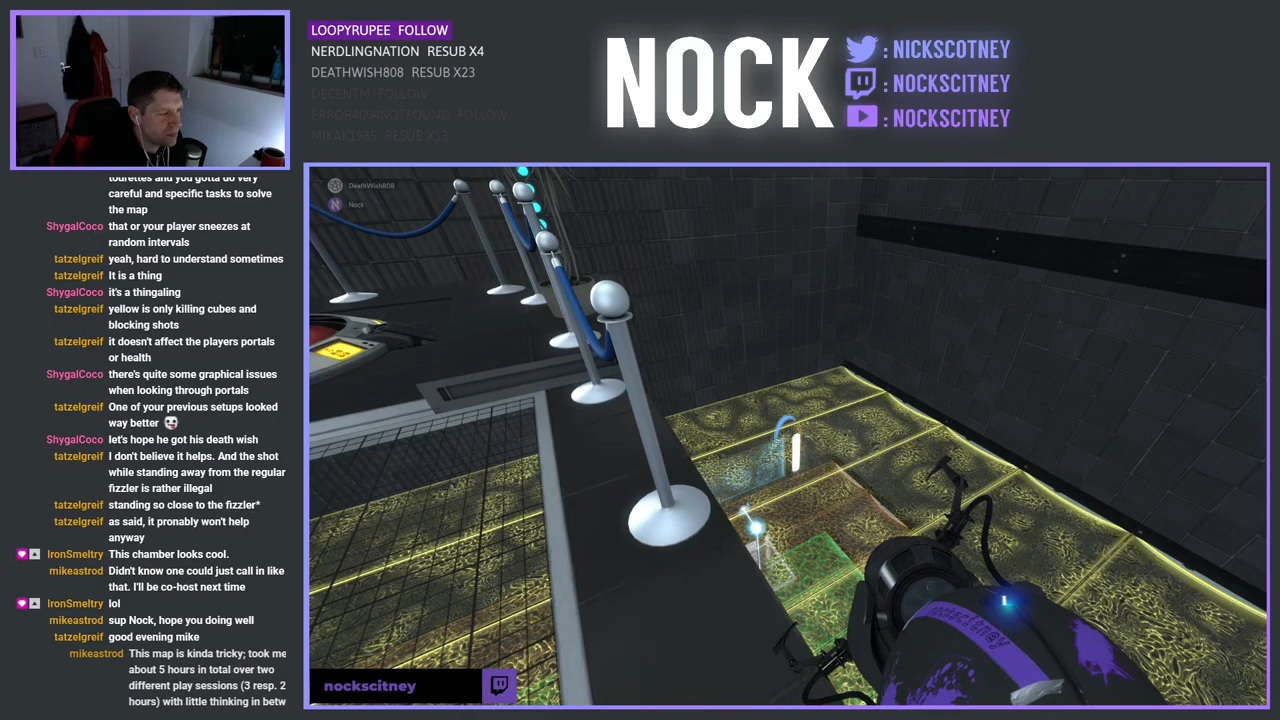 LOOPYRUPEE FOLLOW
NERDLINGNATION RESUB X4
DEATHWISH808 RESUB X23
DECENTM FOLLOW
ERROR4004NOTFOUND FOLLOW
MIKAK1985 RESUB X13
NOCK
: NICKSCOTNEY
: NOCKSCITNEY
: NOCKSCITNEY
tourettes and you gotta do very
careful and specific tasks to solve
the map
ShygalCoco that or your player sneezes at
random intervals
tatzelgreif yeah, hard to understand sometimes
tatzelgreif It is a thing
ShygalCoco it's a thingaling
tatzelgreif yellow is only killing cubes and
blocking shots
tatzelgreif it doesn't affect the players portals
or health
ShygalCoco there's quite some graphical issues
when looking through portals
tatzelgreif One of your previous setups looked
way better
ShygalCoco let's hope he got his death wish
tatzelgreif I don't believe it helps. And the shot
while standing away from the regular
fizzler is rather illegal
tatzelgreif standing so close to the fizzler*
tatzelgreif as said, it pronably won't help
anyway
IronSmeltry This chamber looks cool.
mikeastrod Didn't know one could just call in like
that. I'll be co-host next time
IronSmeltry lol
mikeastrod sup Nock, hope you doing well
tatzelgreif good evening mike
mikeastrod This map is kinda tricky; took me
about 5 hours in total over two
different play sessions (3 resp. 2
hours) with little thinking in betw
DeathWish808
Nock
nockscitney
nockscitney